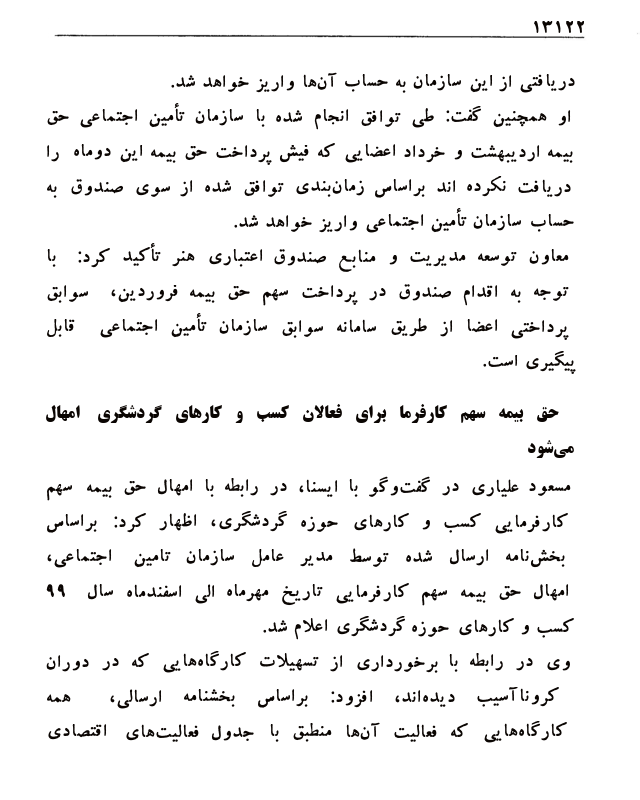 ۱۳۱۲۲
دریافتی از این سازمان به حساب آن‌ها واریز خواهد شد.
او همچنین گفت: طی توافق انجام شده با سازمان تأمین اجتماعی حق
بیمه اردیبهشت و خرداد اعضایی که فیش پرداخت حق بیمه این دوماه را
دریافت نکرده اند براساس زمان‌بندی توافق شده از سوی صندوق به
حساب سازمان تأمین اجتماعی واریز خواهد شد.
معاون توسعه مدیریت و منابع صندوق اعتباری هنر تأکید کرد: با
توجه به اقدام صندوق در پرداخت سهم حق بیمه فروردین، سوابق
پرداختی اعضا از طریق سامانه سوابق سازمان تأمین اجتماعی قابل
پیگیری است.
حق بیمه سهم کارفرما برای فعالان کسب و کارهای گردشگری امهال
می‌شود
مسعود علیاری در گفت‌وگو با ایسنا، در رابطه با امهال حق بیمه سهم
کارفرمایی کسب و کارهای حوزه گردشگری، اظهار کرد: براساس
بخش‌نامه ارسال شده توسط مدیر عامل سازمان تامین اجتماعی،
امهال حق بیمه سهم کارفرمایی تاریخ مهرماه الی اسفندماه سال ۹۹
کسب و کارهای حوزه گردشگری اعلام شد.
وی در رابطه با برخورداری از تسهیلات کارگاه‌هایی که در دوران
کروناآسیب دیده‌اند، افزود: براساس بخشنامه ارسالی، همه
کارگاه‌هایی که فعالیت آن‌ها منطبق با جدول فعالیت‌های اقتصادی